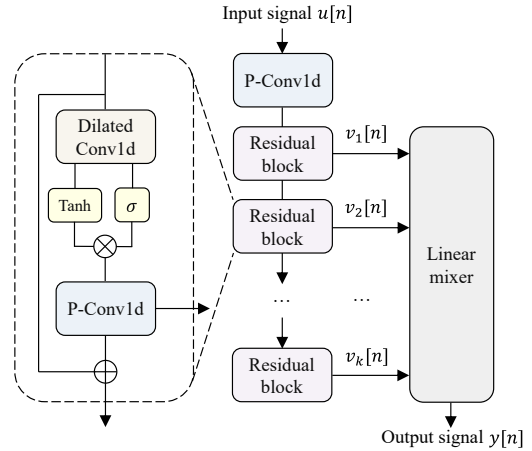 Input signal u[n]
P-Conv1d
Residual
block
v₁[n]
Residual
block
v₂[n]
...
...
Residual
block
vₖ[n]
Linear
mixer
Output signal y[n]
Dilated
Conv1d
Tanh
σ
P-Conv1d